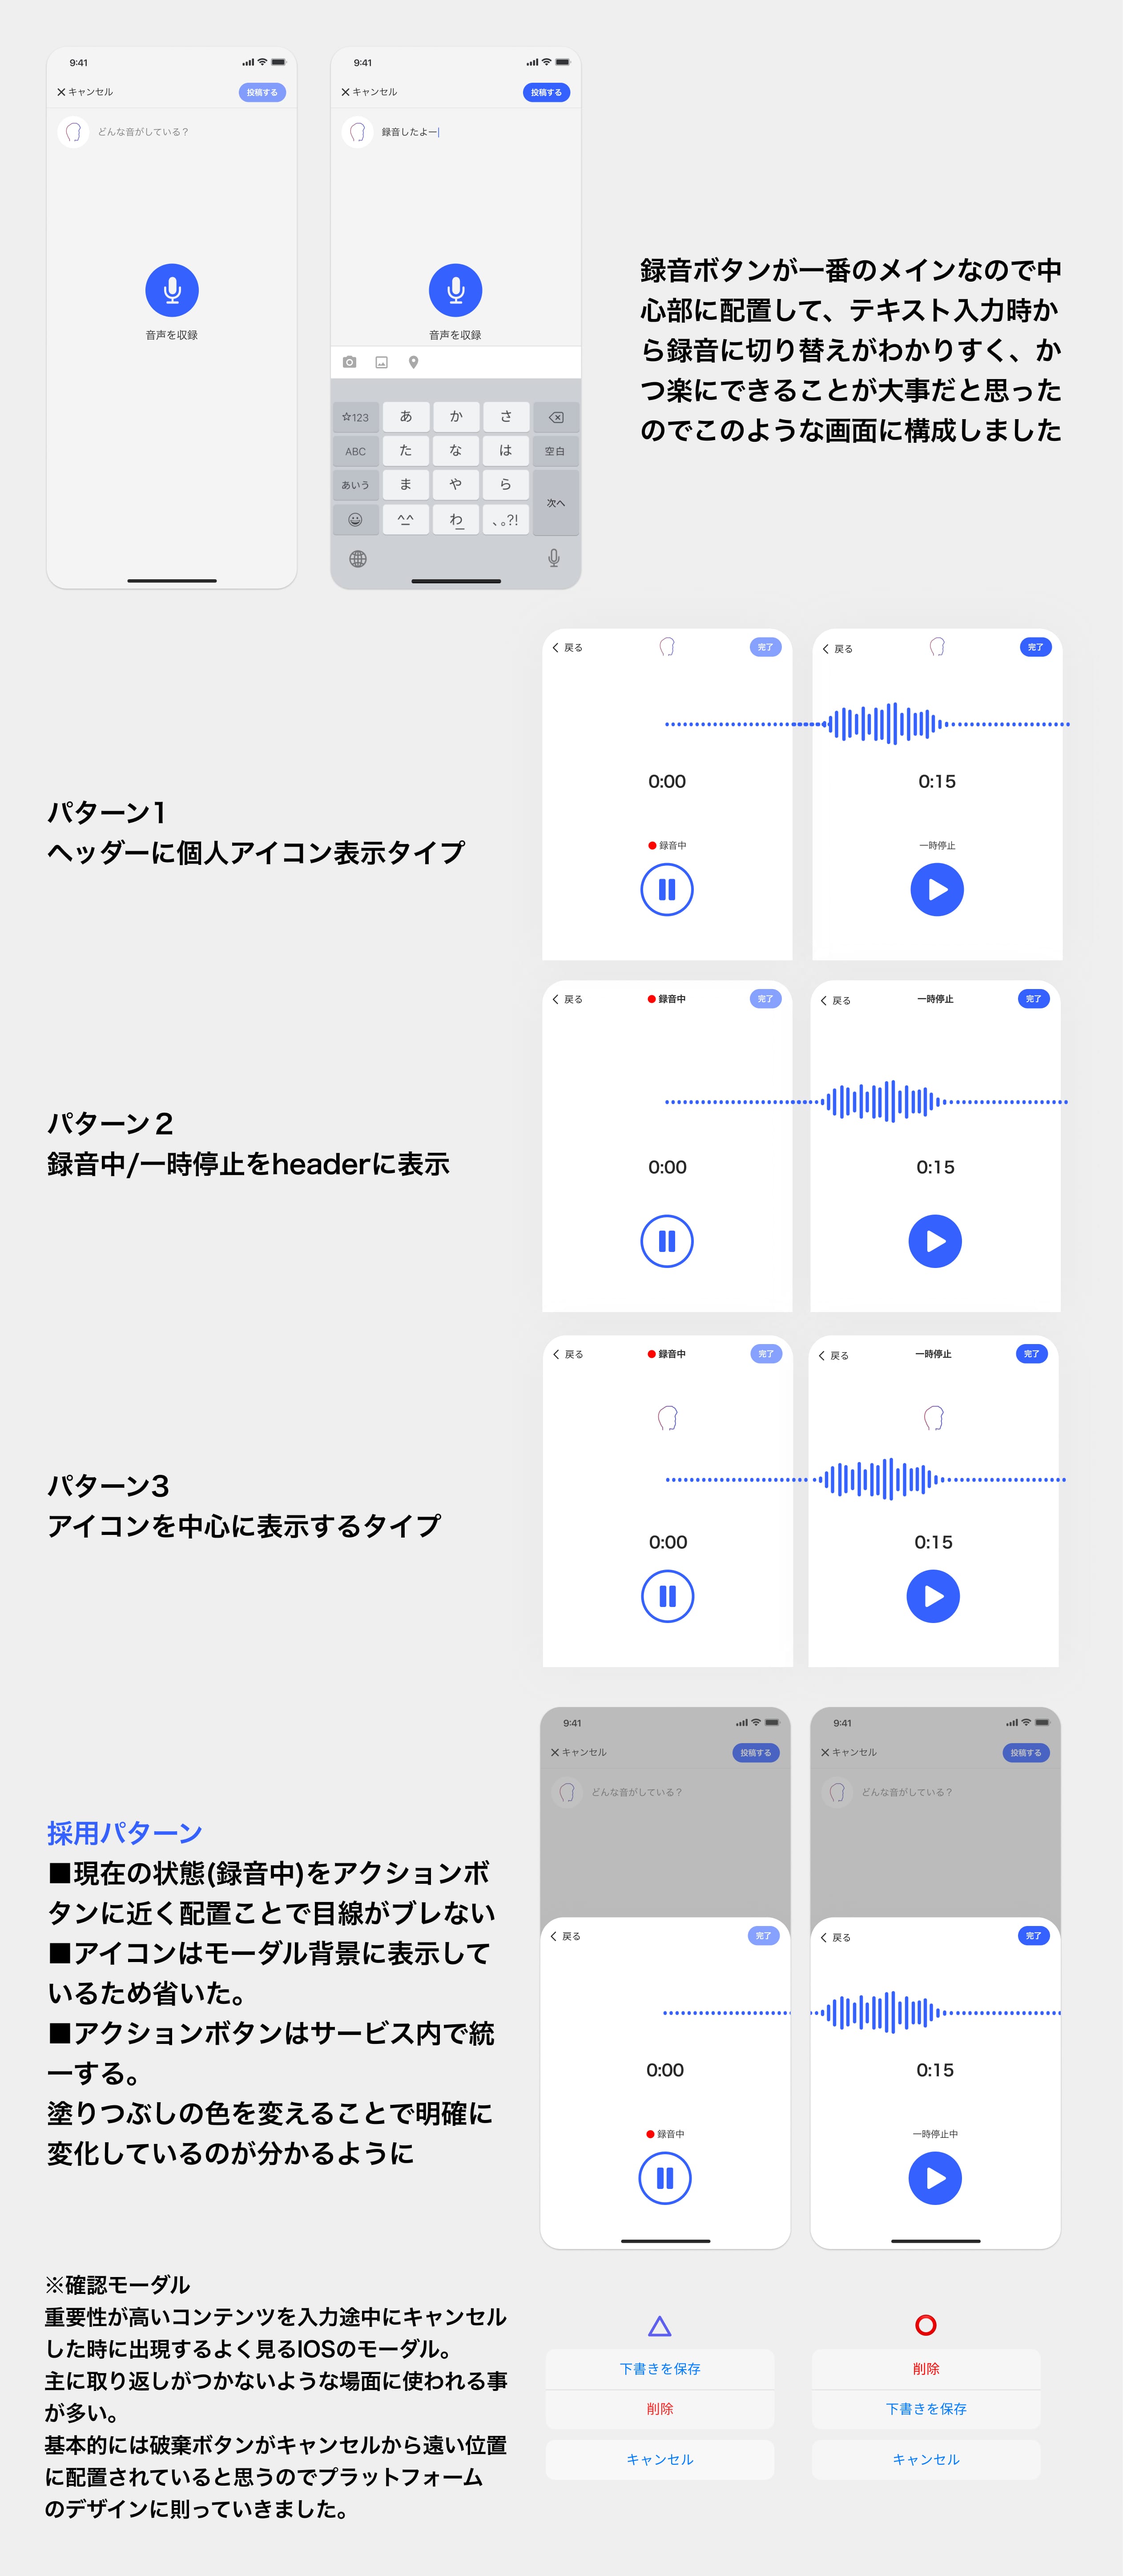 9:41
キャンセル
投稿する
どんな音がしている？
音声を収録
9:41
キャンセル
投稿する
録音したよー
音声を収録
☆123
あ
か
さ
ABC
た
な
は
空白
あいう
ま
や
ら
次へ
^^
わ
、。?!
録音ボタンが一番のメインなので中
心部に配置して、テキスト入力時か
ら録音に切り替えがわかりすく、か
つ楽にできることが大事だと思った
のでこのような画面に構成しました
パターン1
ヘッダーに個人アイコン表示タイプ
戻る
完了
0:00
録音中
戻る
完了
0:15
一時停止
パターン２
録音中/一時停止をheaderに表示
戻る
録音中
完了
0:00
戻る
一時停止
完了
0:15
パターン3
アイコンを中心に表示するタイプ
戻る
録音中
完了
0:00
戻る
一時停止
完了
0:15
採用パターン
■現在の状態(録音中)をアクションボ
タンに近く配置ことで目線がブレない
■アイコンはモーダル背景に表示して
いるため省いた。
■アクションボタンはサービス内で統
一する。
塗りつぶしの色を変えることで明確に
変化しているのが分かるように
9:41
キャンセル
投稿する
どんな音がしている？
戻る
完了
0:00
録音中
9:41
キャンセル
投稿する
どんな音がしている？
戻る
完了
0:15
一時停止中
※確認モーダル
重要性が高いコンテンツを入力途中にキャンセル
した時に出現するよく見るIOSのモーダル。
主に取り返しがつかないような場面に使われる事
が多い。
基本的には破棄ボタンがキャンセルから遠い位置
に配置されていると思うのでプラットフォーム
のデザインに則っていきました。
下書きを保存
削除
キャンセル
削除
下書きを保存
キャンセル